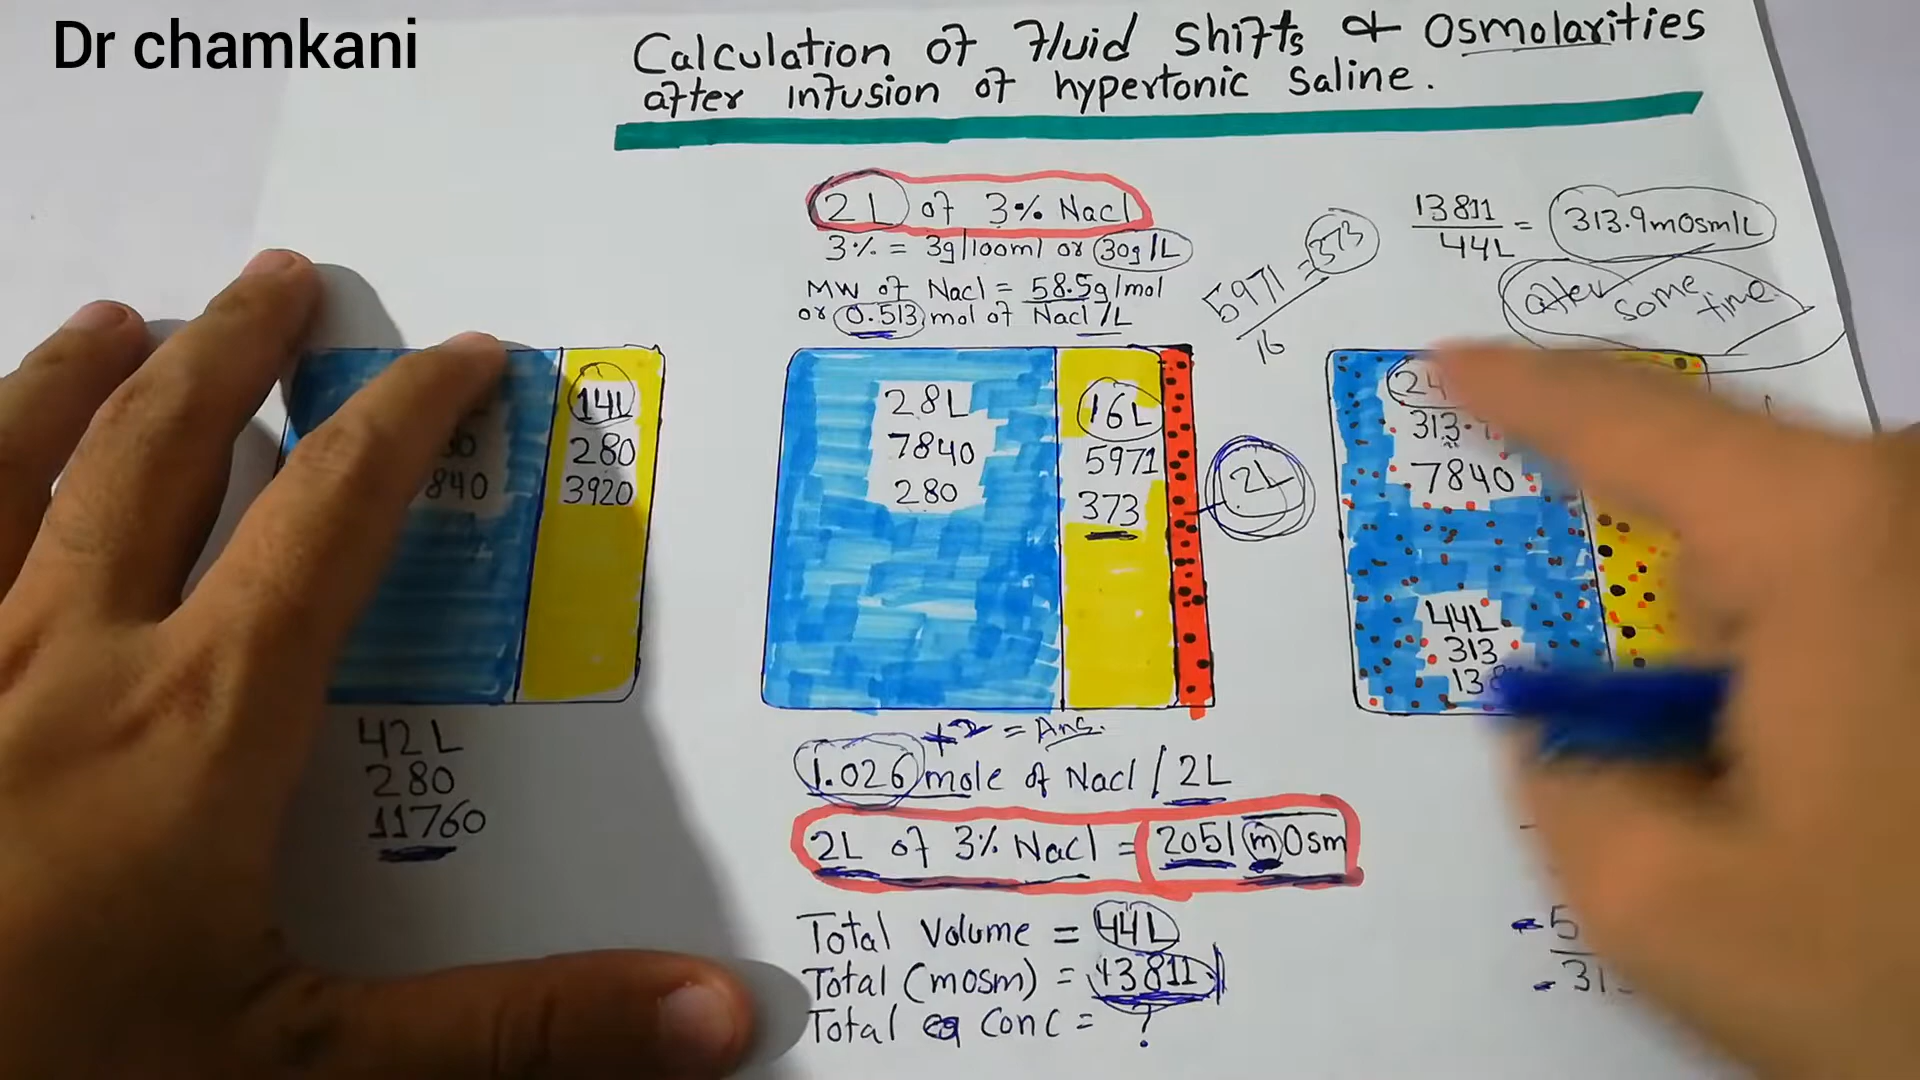 Dr chamkani
Calculation of Fluid Shifts & Osmolarities
after infusion of hypertonic Saline.
2L of 3% Nacl
3% = 3g/100ml or 30g/L
MW of Nacl = 58.5g/mol
or 0.513 mol of Nacl/L
5971/16 = 373
13811/44L = 313.9mOsm/L
after some time
840
14L
280
3920
42L
280
11760
28L
7840
280
16L
5971
373
2L
313.
7840
44L
313
+2 = Ans.
1.026 mole of Nacl / 2L
2L of 3% Nacl = 2051 mOsm
Total Volume = 44L
Total (mosm) = 13811
Total Conc = ?